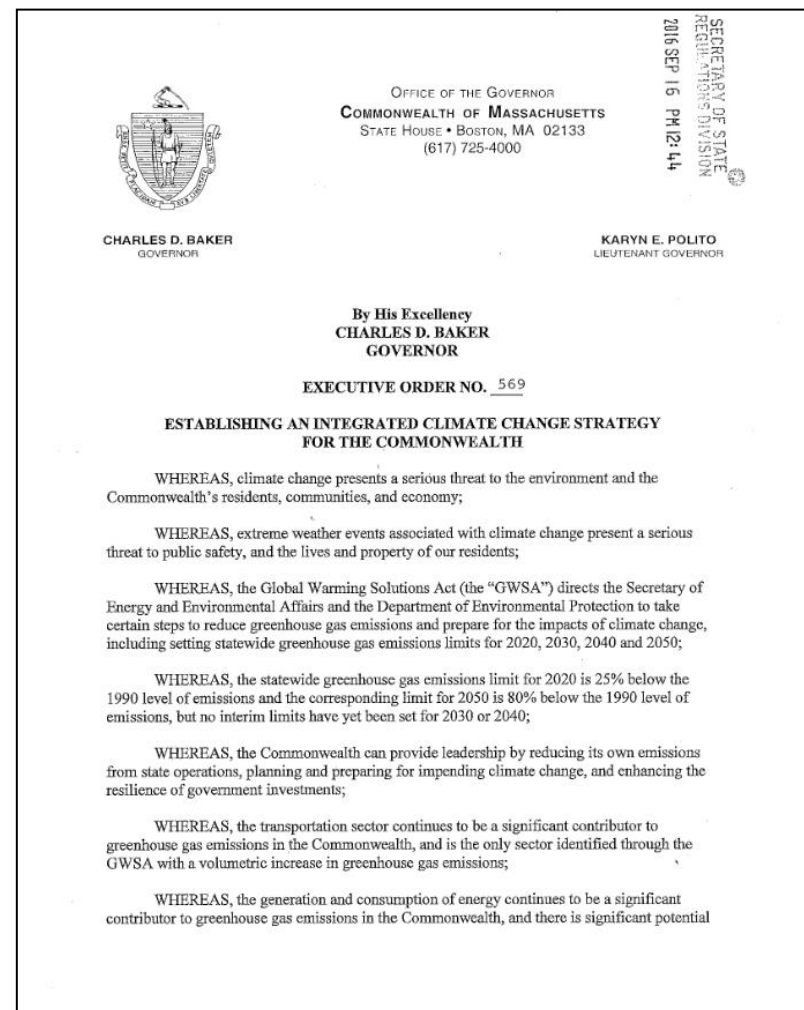 OFFICE OF THE GOVERNOR
COMMONWEALTH OF MASSACHUSETTS
STATE HOUSE • BOSTON, MA 02133
(617) 725-4000
SECRETARY OF STATE
REGULATIONS DIVISION
2016 SEP 16 PM 12:44
CHARLES D. BAKER
GOVERNOR
KARYN E. POLITO
LIEUTENANT GOVERNOR
By His Excellency
CHARLES D. BAKER
GOVERNOR
EXECUTIVE ORDER NO. 569
ESTABLISHING AN INTEGRATED CLIMATE CHANGE STRATEGY
FOR THE COMMONWEALTH
WHEREAS, climate change presents a serious threat to the environment and the
Commonwealth's residents, communities, and economy;
WHEREAS, extreme weather events associated with climate change present a serious
threat to public safety, and the lives and property of our residents;
WHEREAS, the Global Warming Solutions Act (the “GWSA”) directs the Secretary of
Energy and Environmental Affairs and the Department of Environmental Protection to take
certain steps to reduce greenhouse gas emissions and prepare for the impacts of climate change,
including setting statewide greenhouse gas emissions limits for 2020, 2030, 2040 and 2050;
WHEREAS, the statewide greenhouse gas emissions limit for 2020 is 25% below the
1990 level of emissions and the corresponding limit for 2050 is 80% below the 1990 level of
emissions, but no interim limits have yet been set for 2030 or 2040;
WHEREAS, the Commonwealth can provide leadership by reducing its own emissions
from state operations, planning and preparing for impending climate change, and enhancing the
resilience of government investments;
WHEREAS, the transportation sector continues to be a significant contributor to
greenhouse gas emissions in the Commonwealth, and is the only sector identified through the
GWSA with a volumetric increase in greenhouse gas emissions;
WHEREAS, the generation and consumption of energy continues to be a significant
contributor to greenhouse gas emissions in the Commonwealth, and there is significant potential